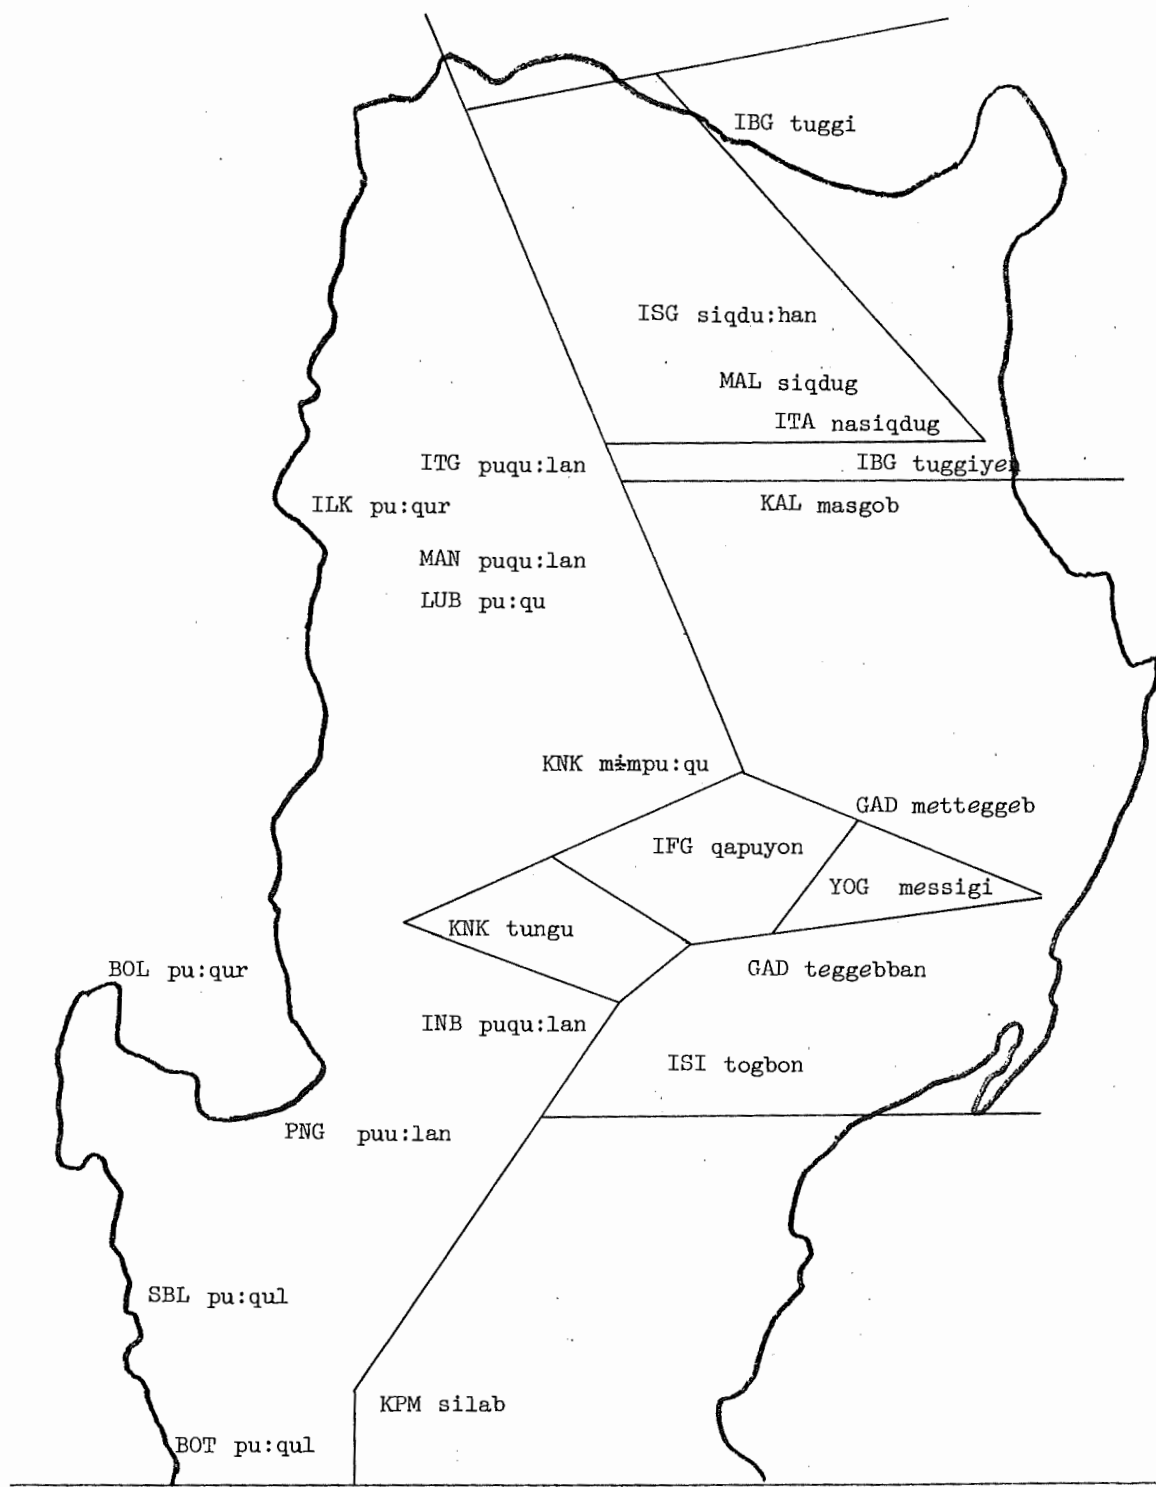 IBG tuggi
ISG siqdu:han
MAL siqdug
ITA nasiqdug
ITG puqu:lan
IBG tuggiyen
ILK pu:qur
KAL masgob
MAN puqu:lan
LUB pu:qu
KNK mɨmpu:qu
GAD metteggeb
IFG qapuyon
YOG messigi
KNK tungu
BOL pu:qur
GAD teggebban
INB puqu:lan
ISI togbon
PNG puu:lan
SBL pu:qul
KPM silab
BOT pu:qul